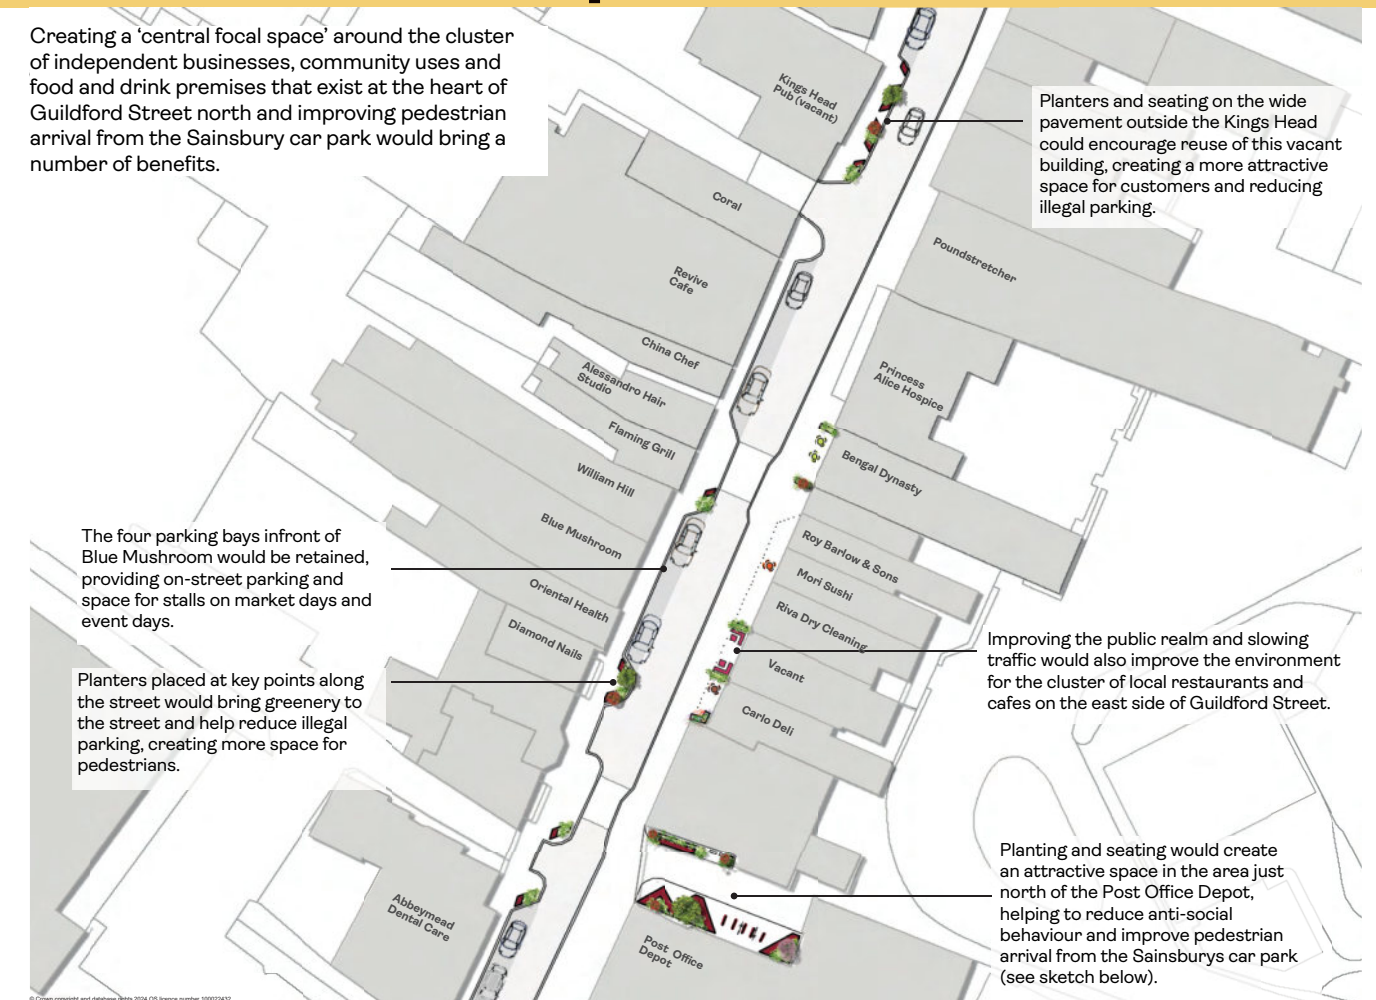 Creating a ‘central focal space’ around the cluster
of independent businesses, community uses and
food and drink premises that exist at the heart of
Guildford Street north and improving pedestrian
arrival from the Sainsbury car park would bring a
number of benefits.
Kings Head
Pub (vacant)
Planters and seating on the wide
pavement outside the Kings Head
could encourage reuse of this vacant
building, creating a more attractive
space for customers and reducing
illegal parking.
Coral
Revive
Cafe
Poundstretcher
China Chef
Alessandro Hair
Studio
Princess
Alice Hospice
Flaming Grill
William Hill
Bengal Dynasty
Blue Mushroom
The four parking bays infront of
Blue Mushroom would be retained,
providing on-street parking and
space for stalls on market days and
event days.
Roy Barlow & Sons
Mori Sushi
Oriental Health
Riva Dry Cleaning
Diamond Nails
Vacant
Improving the public realm and slowing
traffic would also improve the environment
for the cluster of local restaurants and
cafes on the east side of Guildford Street.
Planters placed at key points along
the street would bring greenery to
the street and help reduce illegal
parking, creating more space for
pedestrians.
Carlo Deli
Planting and seating would create
an attractive space in the area just
north of the Post Office Depot,
helping to reduce anti-social
behaviour and improve pedestrian
arrival from the Sainsburys car park
(see sketch below).
Abbeymead
Dental Care
Post Office
Depot
© Crown copyright and database rights 2024 OS licence number 100022432